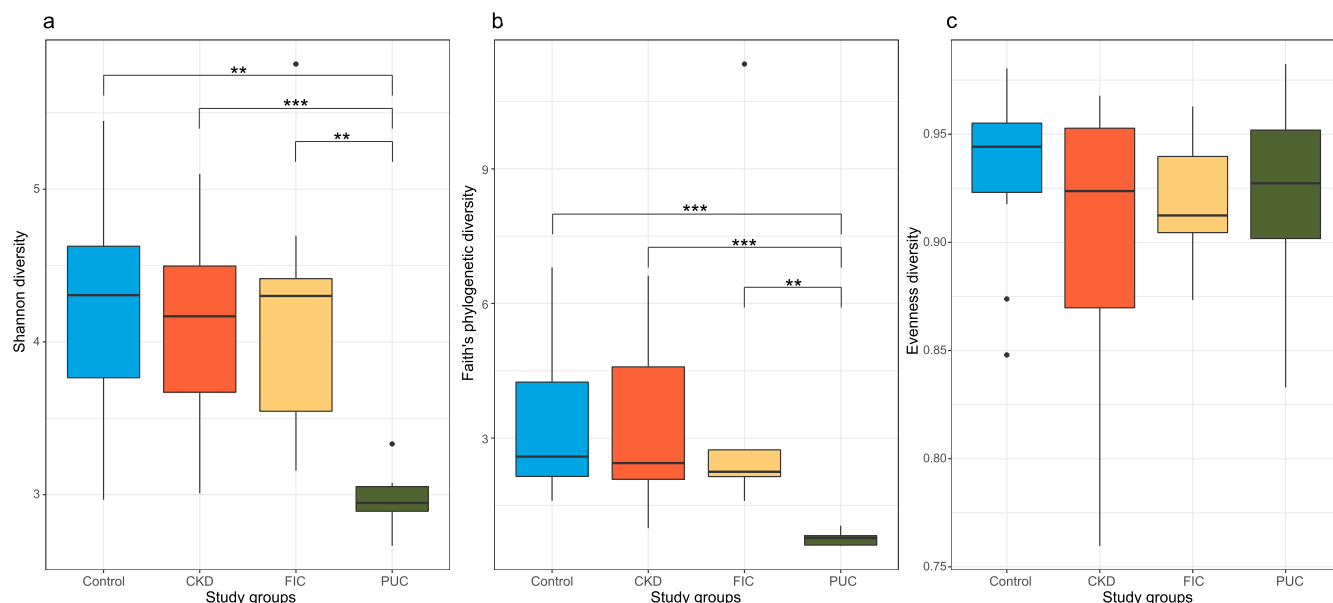 a
Shannon diversity
5
4
3
**
***
**
Control CKD FIC PUC
Study groups
b
Faith's phylogenetic diversity
9
6
3
***
***
**
Control CKD FIC PUC
Study groups
c
Evenness diversity
0.95
0.90
0.85
0.80
0.75
Control CKD FIC PUC
Study groups